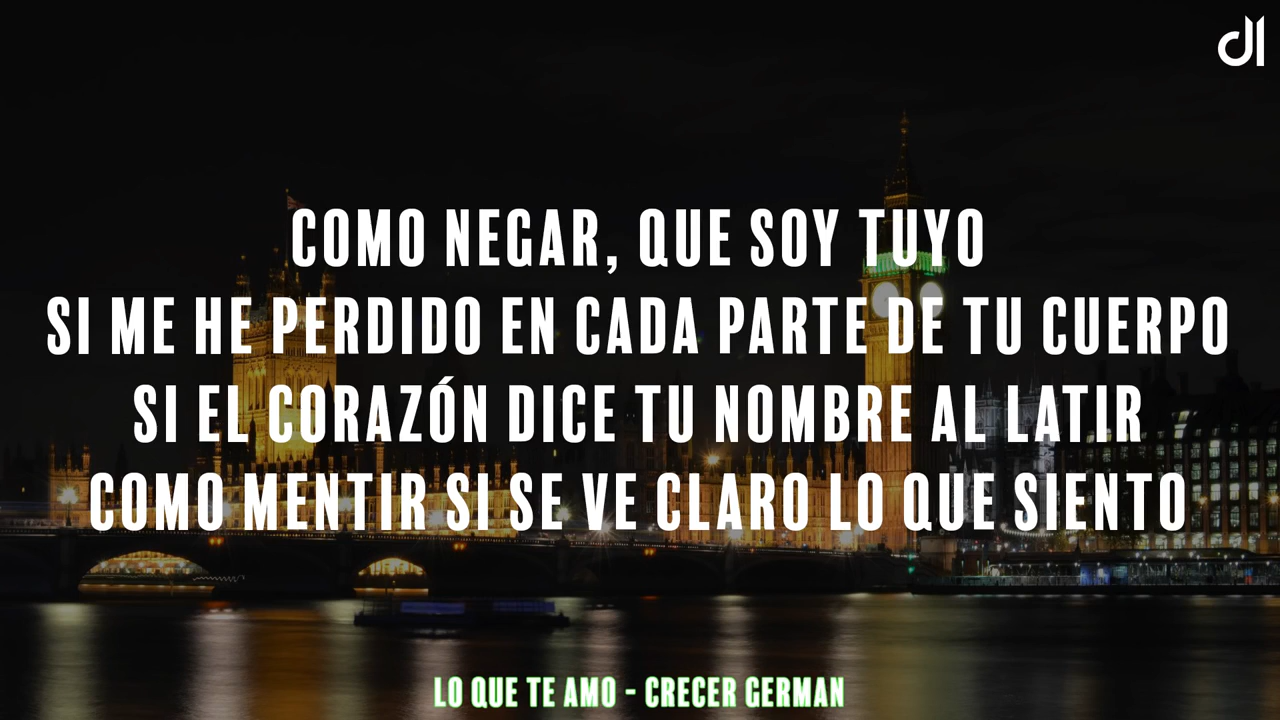 COMO NEGAR, QUE SOY TUYO
SI ME HE PERDIDO EN CADA PARTE DE TU CUERPO
SI EL CORAZÓN DICE TU NOMBRE AL LATIR
COMO MENTIR SI SE VE CLARO LO QUE SIENTO
LO QUE TE AMO - CRECER GERMAN